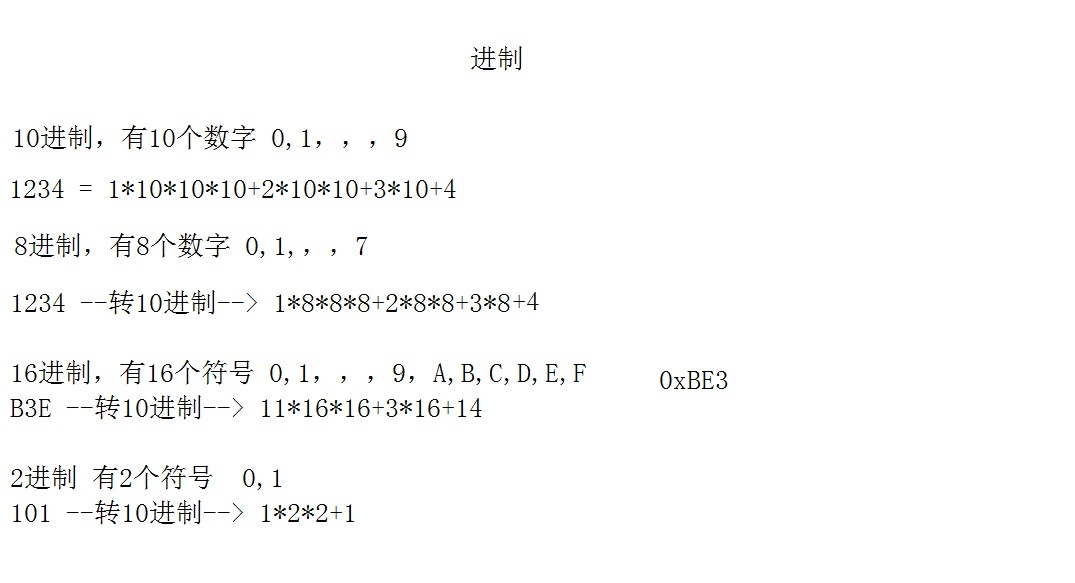 进制
10进制，有10个数字 0,1，，，9
1234 = 1*10*10*10+2*10*10+3*10+4
8进制，有8个数字 0,1,，，7
1234 --转10进制--> 1*8*8*8+2*8*8+3*8+4
16进制，有16个符号 0,1，，，9，A,B,C,D,E,F
0xBE3
B3E --转10进制--> 11*16*16+3*16+14
2进制 有2个符号  0,1
101 --转10进制--> 1*2*2+1